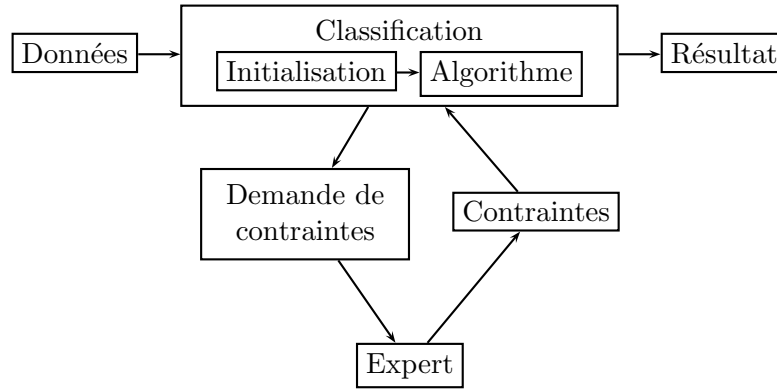 Classification
Données
Initialisation
Algorithme
Résultat
Demande de
contraintes
Contraintes
Expert